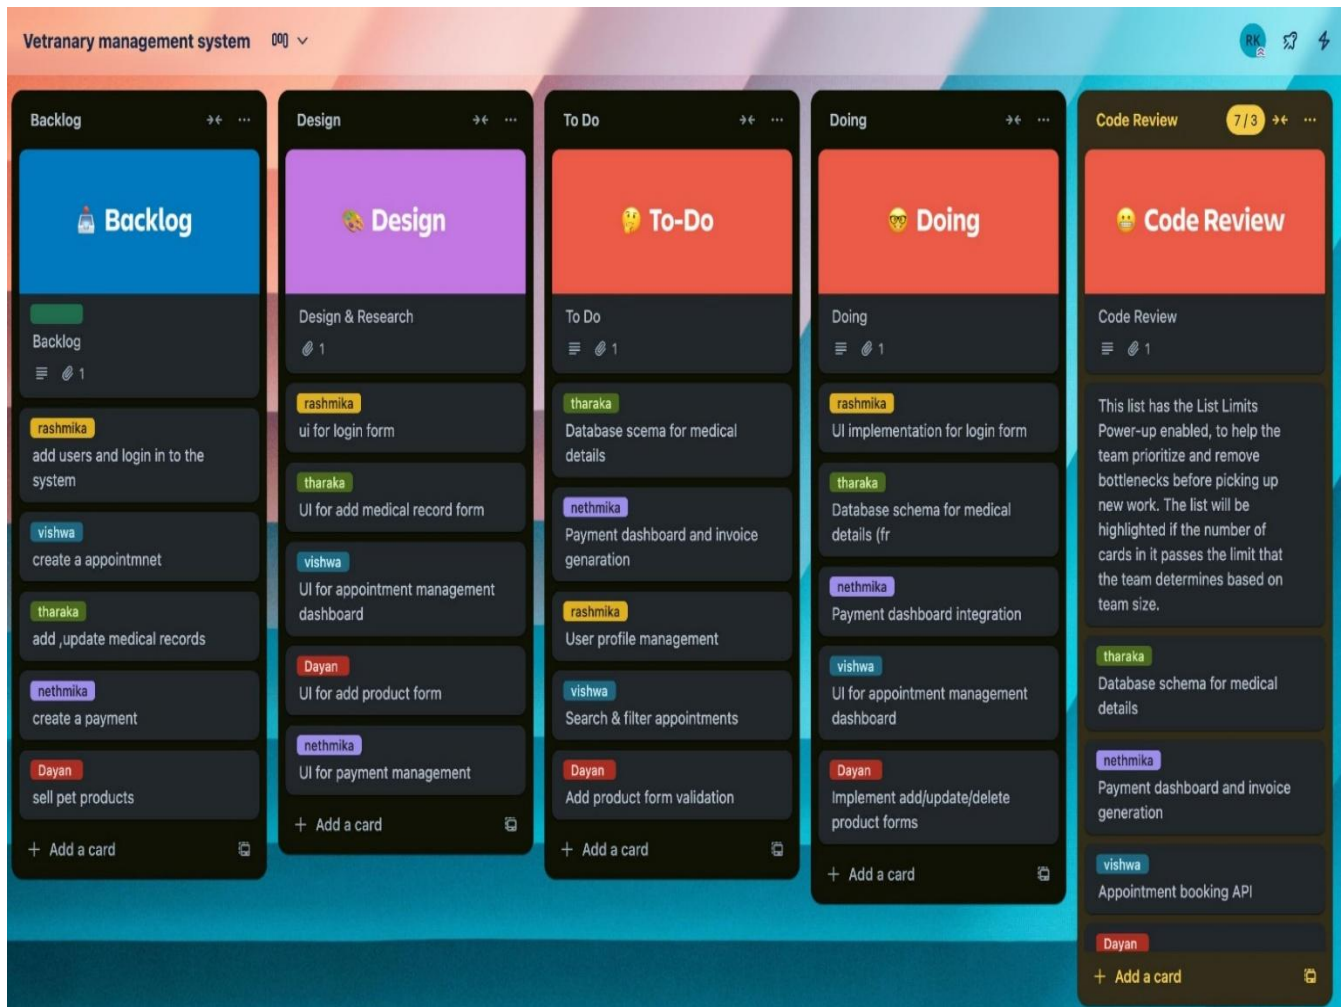 Vetranary management system
RK
Backlog
Backlog
Backlog
1
rashmika
add users and login in to the
system
vishwa
create a appointmnet
tharaka
add ,update medical records
nethmika
create a payment
Dayan
sell pet products
+ Add a card
Design
Design
Design & Research
1
rashmika
ui for login form
tharaka
UI for add medical record form
vishwa
UI for appointment management
dashboard
Dayan
UI for add product form
nethmika
UI for payment management
+ Add a card
To Do
To-Do
To Do
1
tharaka
Database scema for medical
details
nethmika
Payment dashboard and invoice
genaration
rashmika
User profile management
vishwa
Search & filter appointments
Dayan
Add product form validation
+ Add a card
Doing
Doing
Doing
1
rashmika
UI implementation for login form
tharaka
Database schema for medical
details (fr
nethmika
Payment dashboard integration
vishwa
UI for appointment management
dashboard
Dayan
Implement add/update/delete
product forms
+ Add a card
Code Review
7/3
Code Review
Code Review
1
This list has the List Limits
Power-up enabled, to help the
team prioritize and remove
bottlenecks before picking up
new work. The list will be
highlighted if the number of
cards in it passes the limit that
the team determines based on
team size.
tharaka
Database schema for medical
details
nethmika
Payment dashboard and invoice
generation
vishwa
Appointment booking API
Dayan
+ Add a card